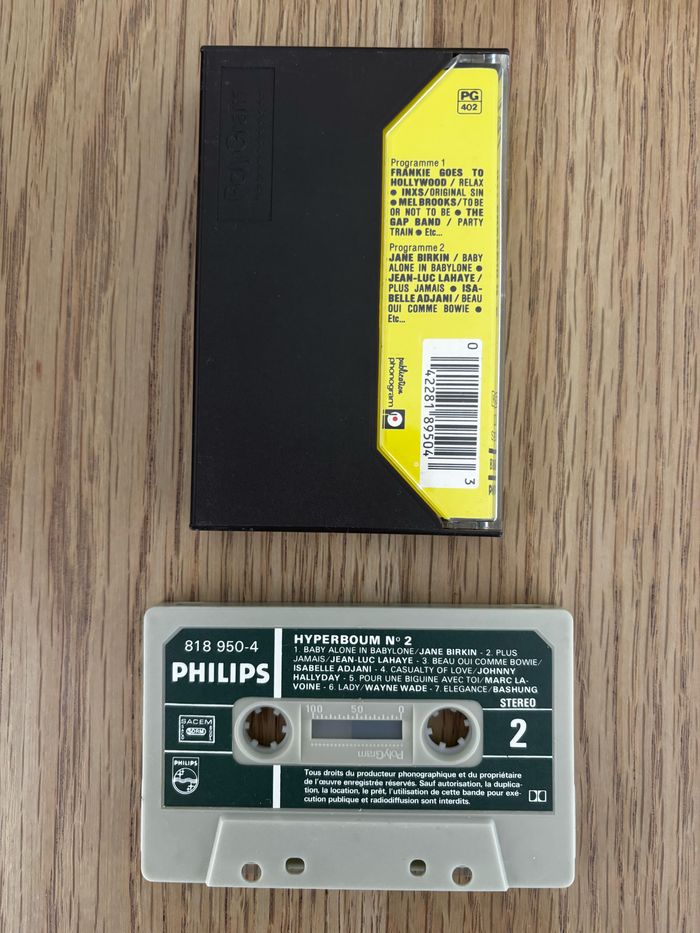 PolyGram
PG
402
Programme 1
FRANKIE GOES TO
HOLLYWOOD / RELAX
● INXS/ORIGINAL SIN
● MEL BROOKS/TO BE
OR NOT TO BE ● THE
GAP BAND / PARTY
TRAIN ● Etc...
Programme 2
JANE BIRKIN / BABY
ALONE IN BABYLONE ●
JEAN-LUC LAHAYE /
PLUS JAMAIS ● ISA-
BELLE ADJANI / BEAU
OUI COMME BOWIE ●
Etc...
publication
phonogram
0 42281 89504 3
818 950-4
PHILIPS
HYPERBOUM Nº 2
1. BABY ALONE IN BABYLONE/JANE BIRKIN - 2. PLUS
JAMAIS/JEAN-LUC LAHAYE - 3. BEAU OUI COMME BOWIE/
ISABELLE ADJANI - 4. CASUALTY OF LOVE/JOHNNY
HALLYDAY - 5. POUR UNE BIGUINE AVEC TOI/MARC LA-
VOINE - 6. LADY/WAYNE WADE - 7. ELEGANCE/BASHUNG
STEREO
2
100 50 0
PolyGram
SACEM
SDRM
PHILIPS
Tous droits du producteur phonographique et du propriétaire
de l'œuvre enregistrée réservés. Sauf autorisation, la duplica-
tion, la location, le prêt, l'utilisation de cette bande pour exé-
cution publique et radiodiffusion sont interdits.